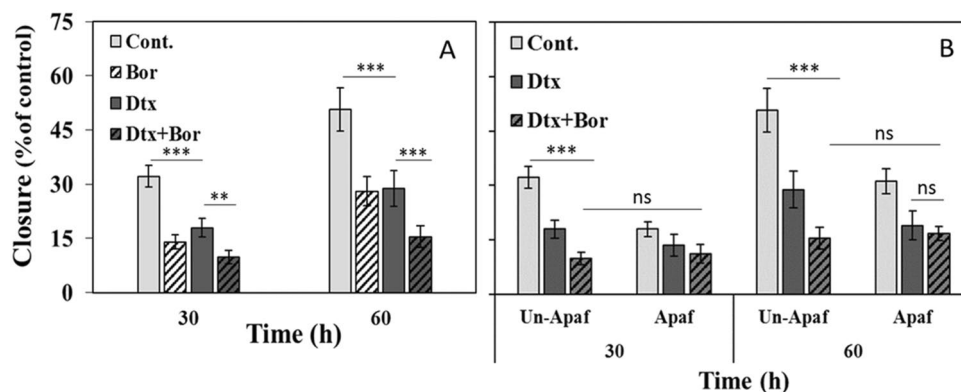 Closure (% of control)
75
60
45
30
15
0
A
Cont.
Bor
Dtx
Dtx+Bor
***
**
***
***
30
60
Time (h)
B
Cont.
Dtx
Dtx+Bor
***
ns
***
ns
ns
Un-Apaf
Apaf
Un-Apaf
Apaf
30
60
Time (h)